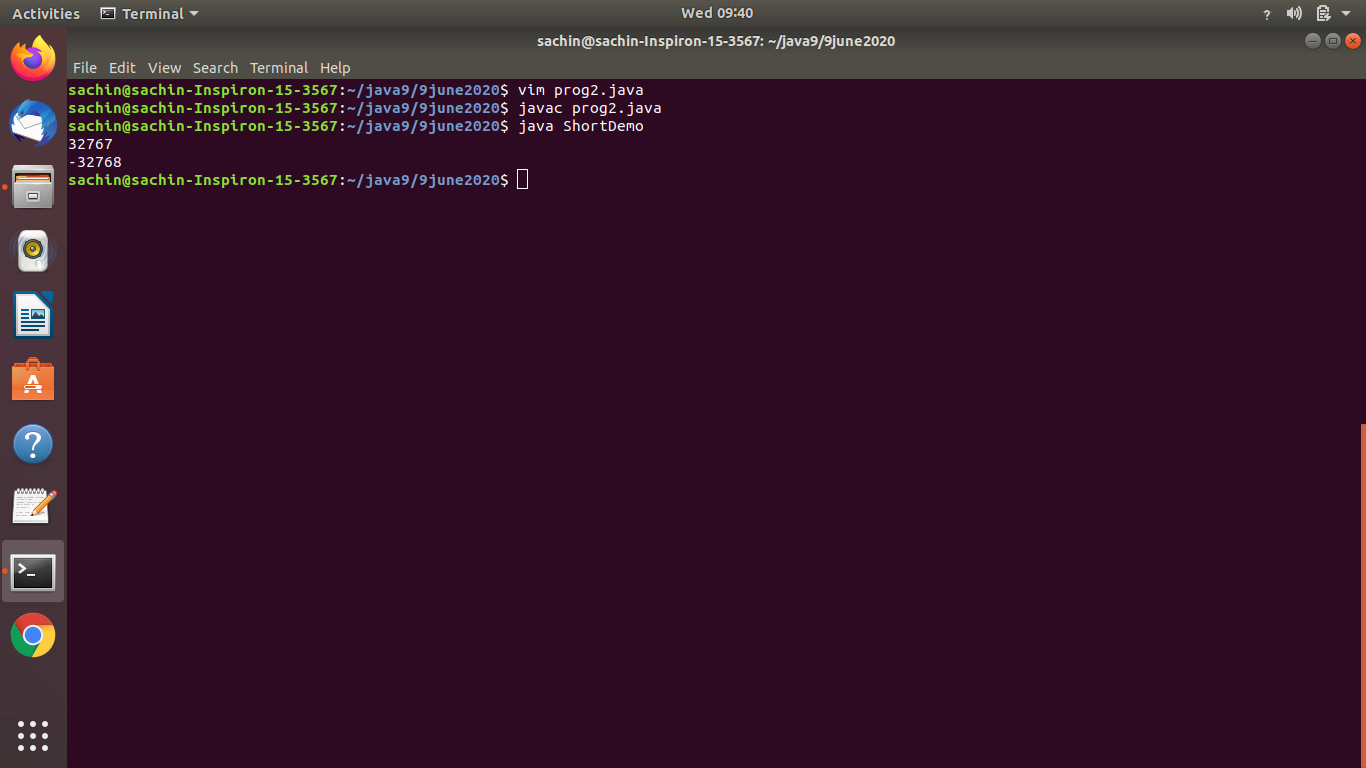 Activities Terminal Wed 09:40 ?
sachin@sachin-Inspiron-15-3567: ~/java9/9june2020
File Edit View Search Terminal Help
sachin@sachin-Inspiron-15-3567:~/java9/9june2020$ vim prog2.java
sachin@sachin-Inspiron-15-3567:~/java9/9june2020$ javac prog2.java
sachin@sachin-Inspiron-15-3567:~/java9/9june2020$ java ShortDemo
32767
-32768
sachin@sachin-Inspiron-15-3567:~/java9/9june2020$